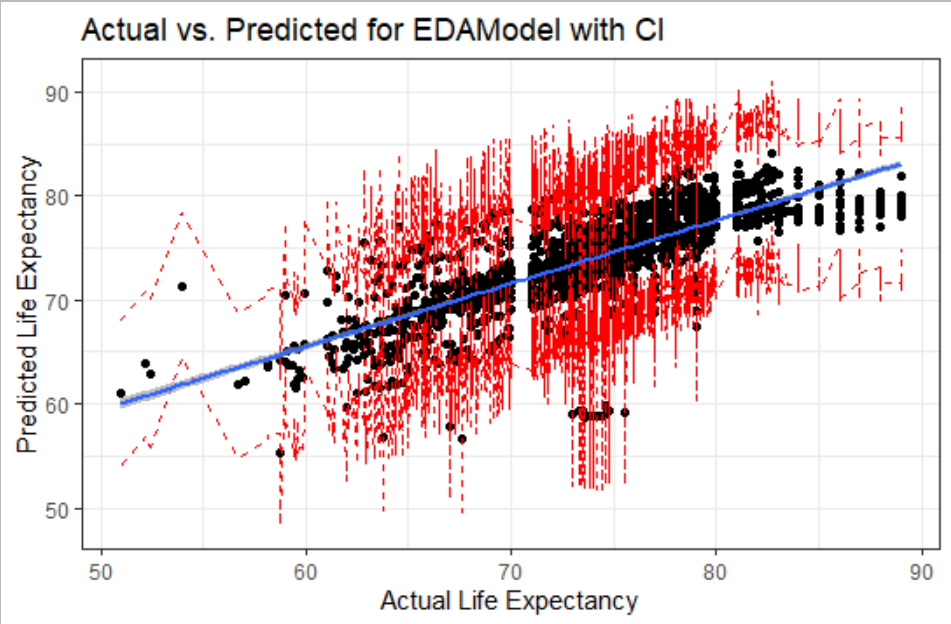 Actual vs. Predicted for EDAModel with CI
90
80
70
60
50
Predicted Life Expectancy
50 60 70 80 90
Actual Life Expectancy